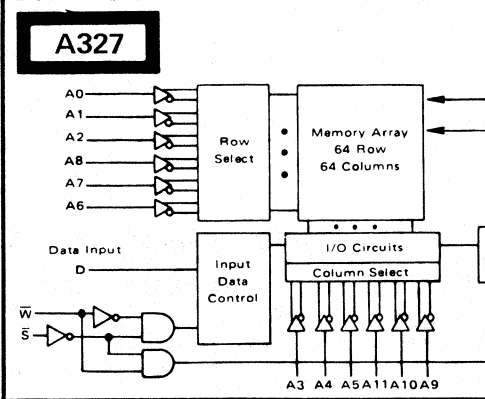 A327
A0
A1
A2
A8
A7
A6
Row
Select
Memory Array
64 Row
64 Columns
Data Input
D
Input
Data
Control
I/O Circuits
Column Select
W̅
S̅
A3 A4 A5 A11 A10 A9